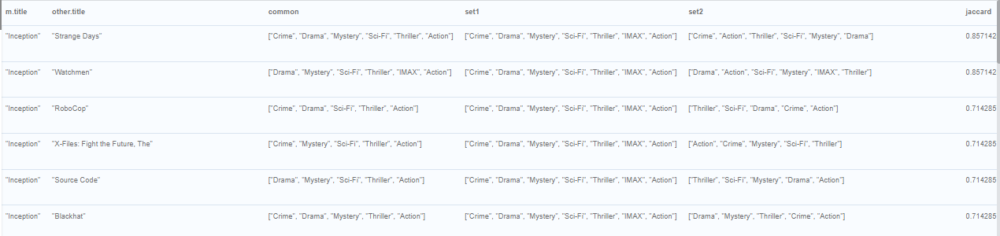 m.title other.title common set1 set2 jaccard
"Inception" "Strange Days" ["Crime", "Drama", "Mystery", "Sci-Fi", "Thriller", "Action"] ["Crime", "Drama", "Mystery", "Sci-Fi", "Thriller", "IMAX", "Action"] ["Crime", "Action", "Thriller", "Sci-Fi", "Mystery", "Drama"] 0.857142
"Inception" "Watchmen" ["Drama", "Mystery", "Sci-Fi", "Thriller", "IMAX", "Action"] ["Crime", "Drama", "Mystery", "Sci-Fi", "Thriller", "IMAX", "Action"] ["Drama", "Action", "Sci-Fi", "Mystery", "IMAX", "Thriller"] 0.857142
"Inception" "RoboCop" ["Crime", "Drama", "Sci-Fi", "Thriller", "Action"] ["Crime", "Drama", "Mystery", "Sci-Fi", "Thriller", "IMAX", "Action"] ["Thriller", "Sci-Fi", "Drama", "Crime", "Action"] 0.714285
"Inception" "X-Files: Fight the Future, The" ["Crime", "Mystery", "Sci-Fi", "Thriller", "Action"] ["Crime", "Drama", "Mystery", "Sci-Fi", "Thriller", "IMAX", "Action"] ["Action", "Crime", "Mystery", "Sci-Fi", "Thriller"] 0.714285
"Inception" "Source Code" ["Drama", "Mystery", "Sci-Fi", "Thriller", "Action"] ["Crime", "Drama", "Mystery", "Sci-Fi", "Thriller", "IMAX", "Action"] ["Thriller", "Sci-Fi", "Mystery", "Drama", "Action"] 0.714285
"Inception" "Blackhat" ["Crime", "Drama", "Mystery", "Thriller", "Action"] ["Crime", "Drama", "Mystery", "Sci-Fi", "Thriller", "IMAX", "Action"] ["Drama", "Mystery", "Thriller", "Crime", "Action"] 0.714285